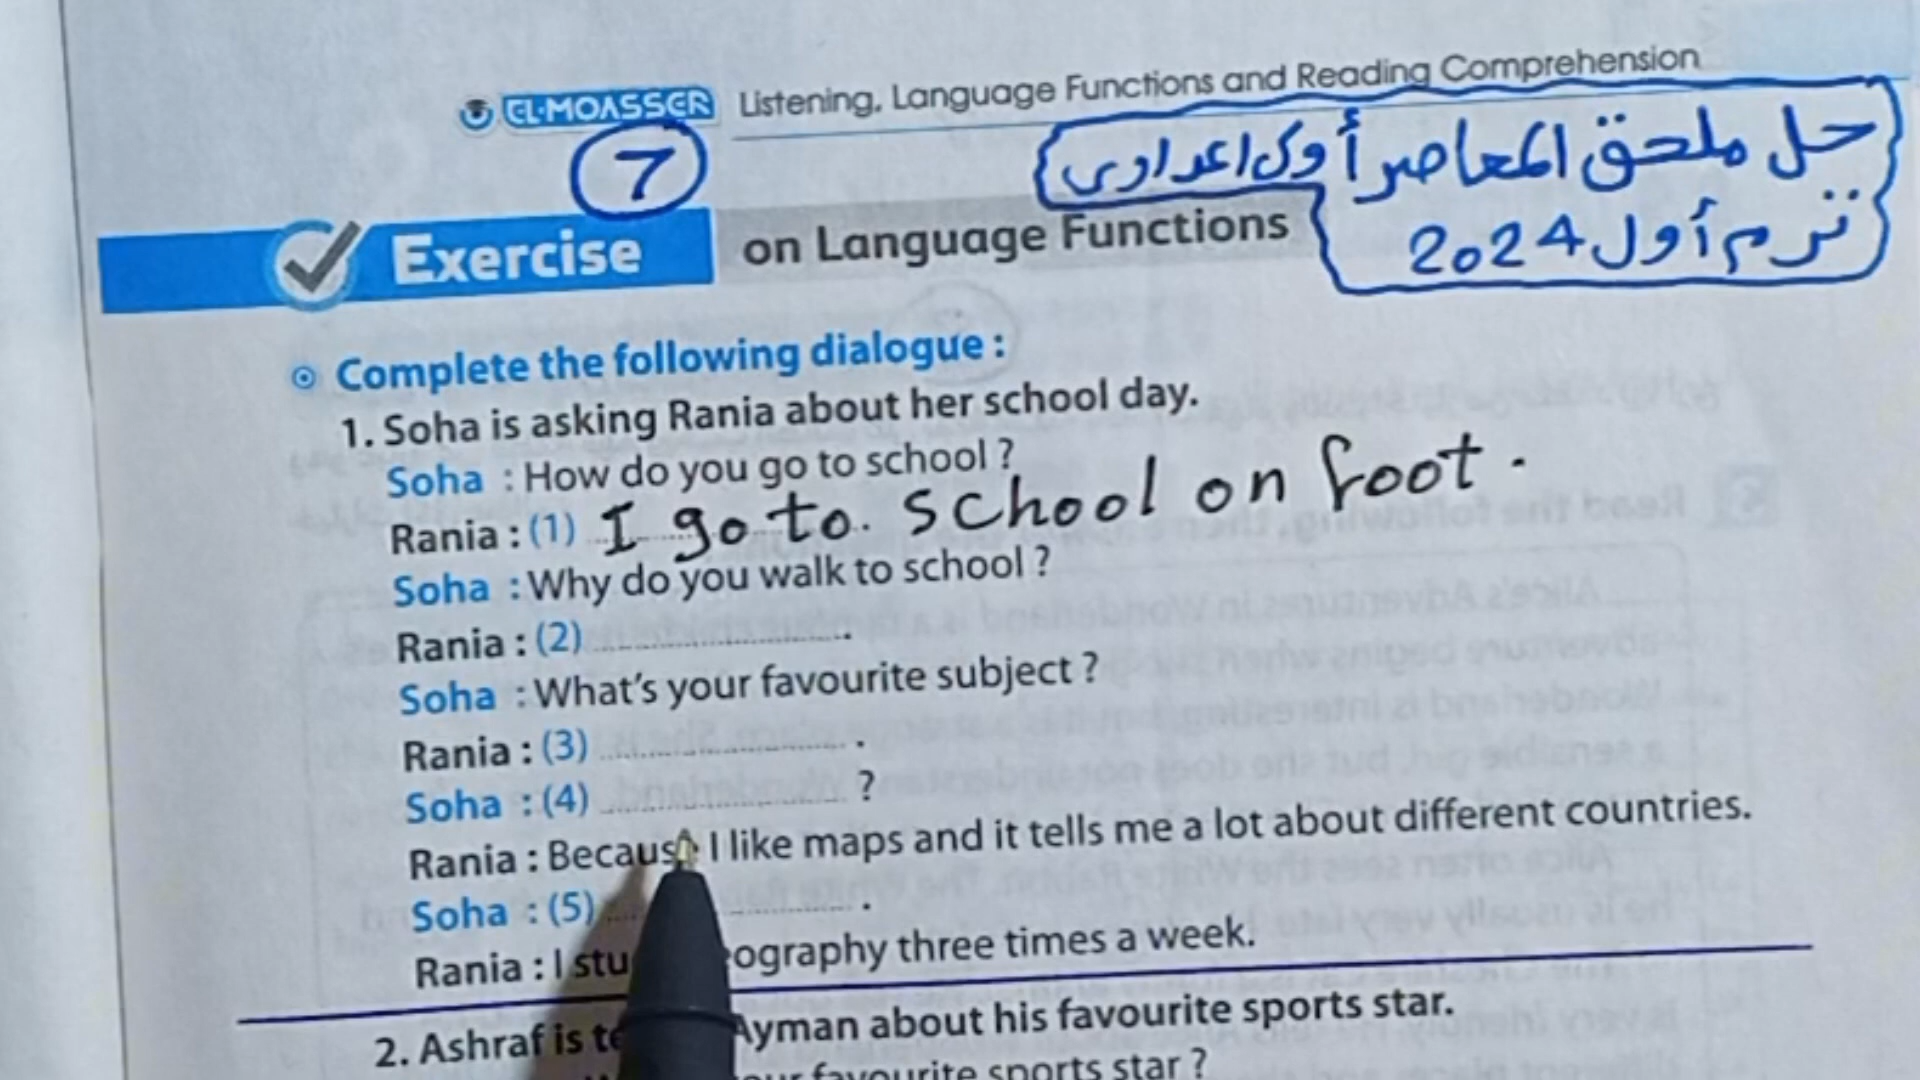 EL-MOASSER Listening, Language Functions and Reading Comprehension
7
حل ملحق المعاصر أولى اعدادى
ترم أول 2024
Exercise on Language Functions
Complete the following dialogue :
1. Soha is asking Rania about her school day.
Soha : How do you go to school ?
Rania : (1) I go to school on foot.
Soha : Why do you walk to school ?
Rania : (2) .
Soha : What's your favourite subject ?
Rania : (3) .
Soha : (4) ?
Rania : Because I like maps and it tells me a lot about different countries.
Soha : (5) .
Rania : I three times a week.
2. Ashraf is Ayman about his favourite sports star.
favourite sports star ?